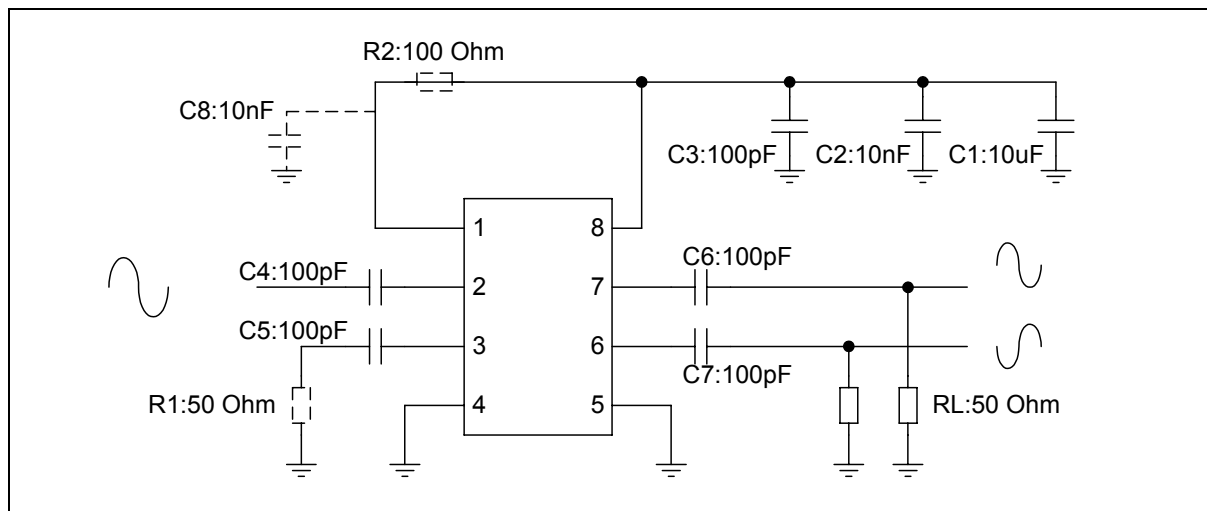 R2:100 Ohm
C8:10nF
C3:100pF
C2:10nF
C1:10uF
1
8
C4:100pF
2
7
C6:100pF
C5:100pF
3
6
C7:100pF
R1:50 Ohm
4
5
RL:50 Ohm